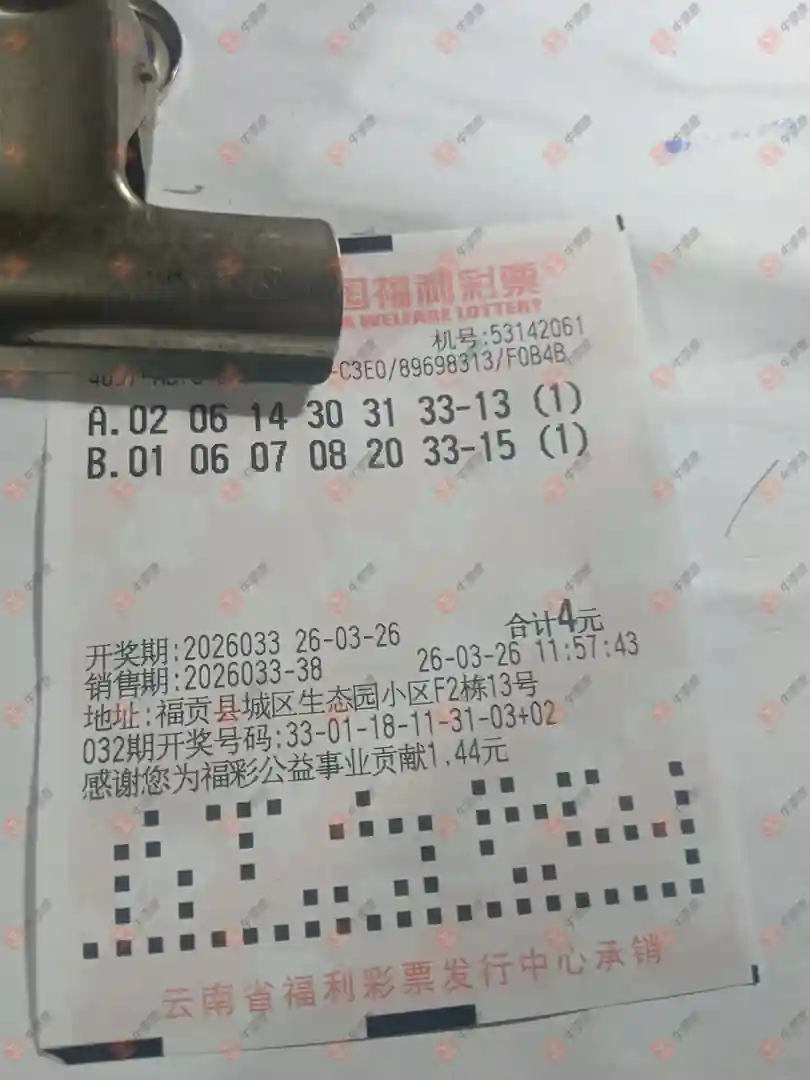 国福利彩票
WELFARE LOTTERY
机号:53142061
-C3E0/89698313/F0B4B
A.02 06 14 30 31 33-13 (1)
B.01 06 07 08 20 33-15 (1)
开奖期:2026033 26-03-26 合计4元
销售期:2026033-38 26-03-26 11:57:43
地址:福贡县城区生态园小区F2栋13号
032期开奖号码:33-01-18-11-31-03+02
感谢您为福彩公益事业贡献1.44元
云南省福利彩票发行中心承销